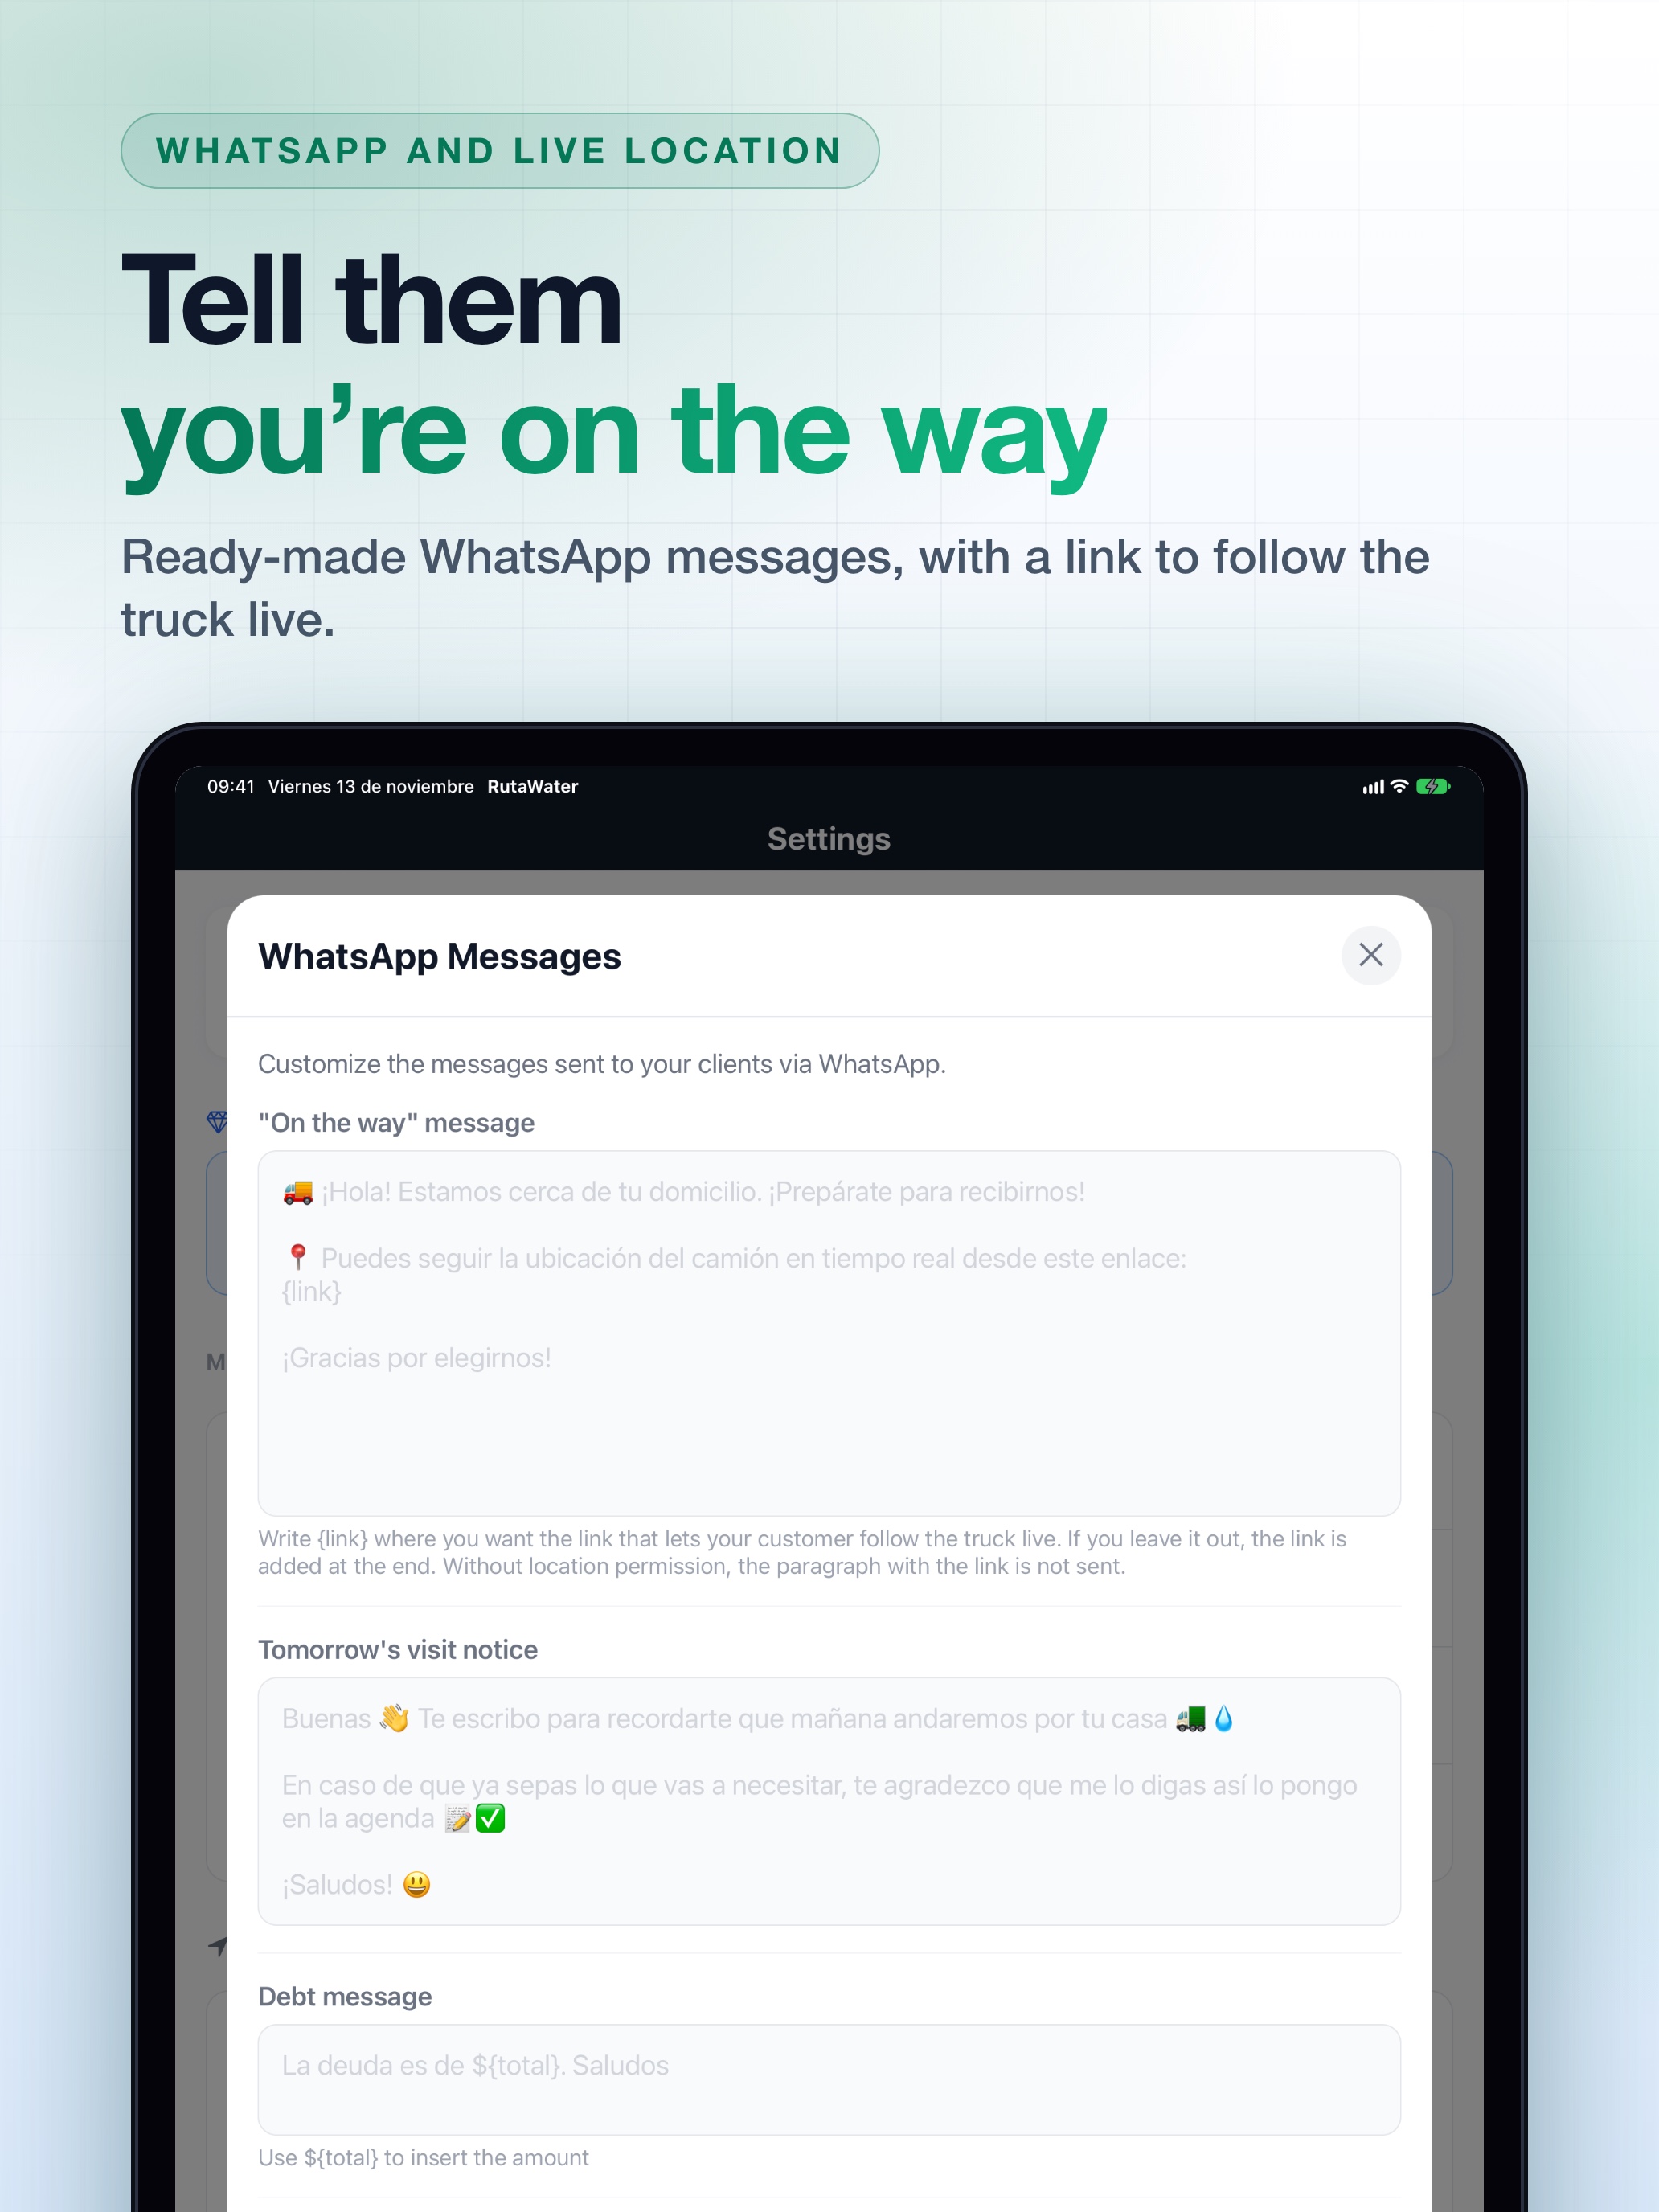 WHATSAPP AND LIVE LOCATION
Tell them
you’re on the way
Ready-made WhatsApp messages, with a link to follow the
truck live.
09:41 Viernes 13 de noviembre RutaWater
Settings
WhatsApp Messages
Customize the messages sent to your clients via WhatsApp.
"On the way" message
🚚 ¡Hola! Estamos cerca de tu domicilio. ¡Prepárate para recibirnos!
📍 Puedes seguir la ubicación del camión en tiempo real desde este enlace:
{link}
¡Gracias por elegirnos!
Write {link} where you want the link that lets your customer follow the truck live. If you leave it out, the link is
added at the end. Without location permission, the paragraph with the link is not sent.
Tomorrow's visit notice
Buenas 👋 Te escribo para recordarte que mañana andaremos por tu casa 🚛💧
En caso de que ya sepas lo que vas a necesitar, te agradezco que me lo digas así lo pongo
en la agenda 📝✅
¡Saludos! 😃
Debt message
La deuda es de ${total}. Saludos
Use ${total} to insert the amount